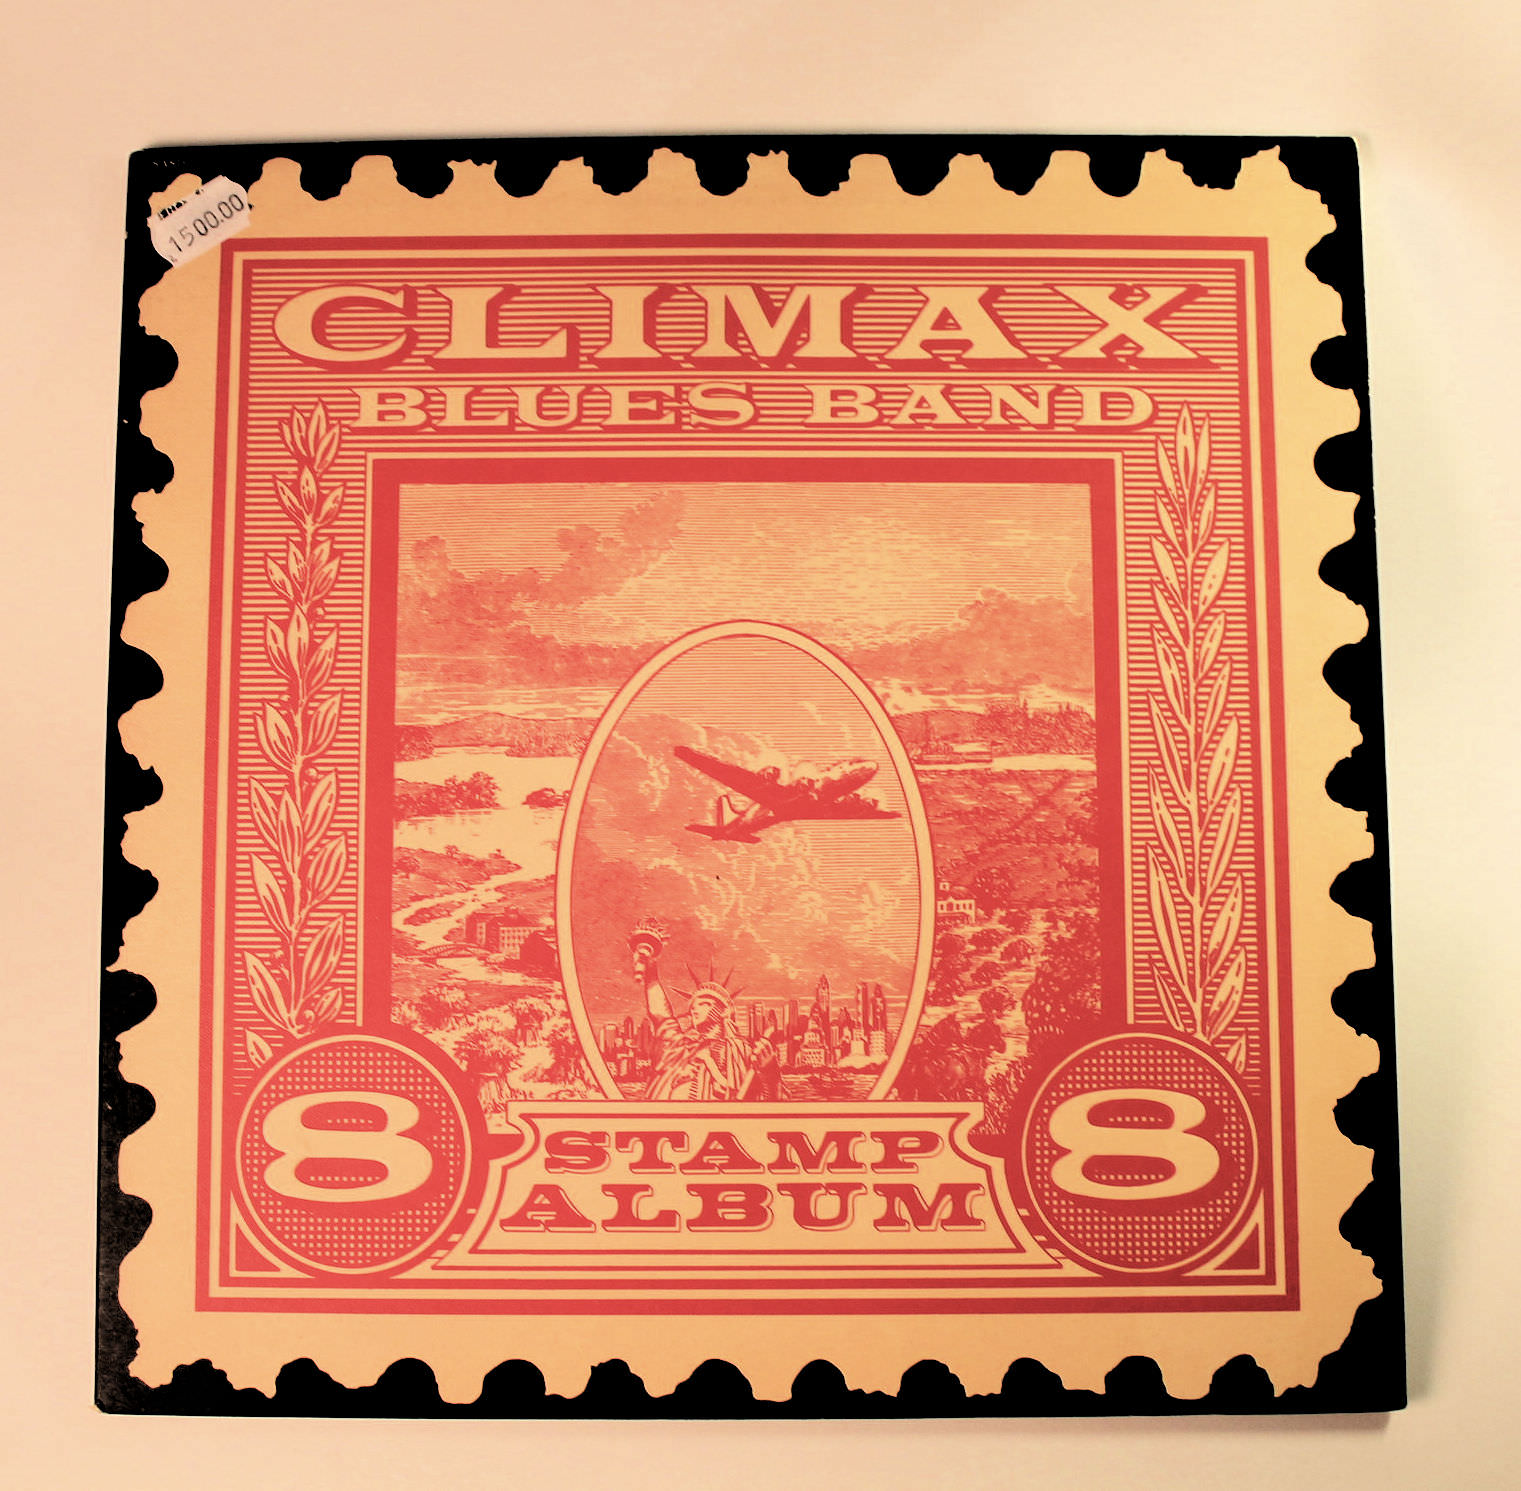 1500.00
CLIMAX
BLUES BAND
8
8
STAMP
ALBUM